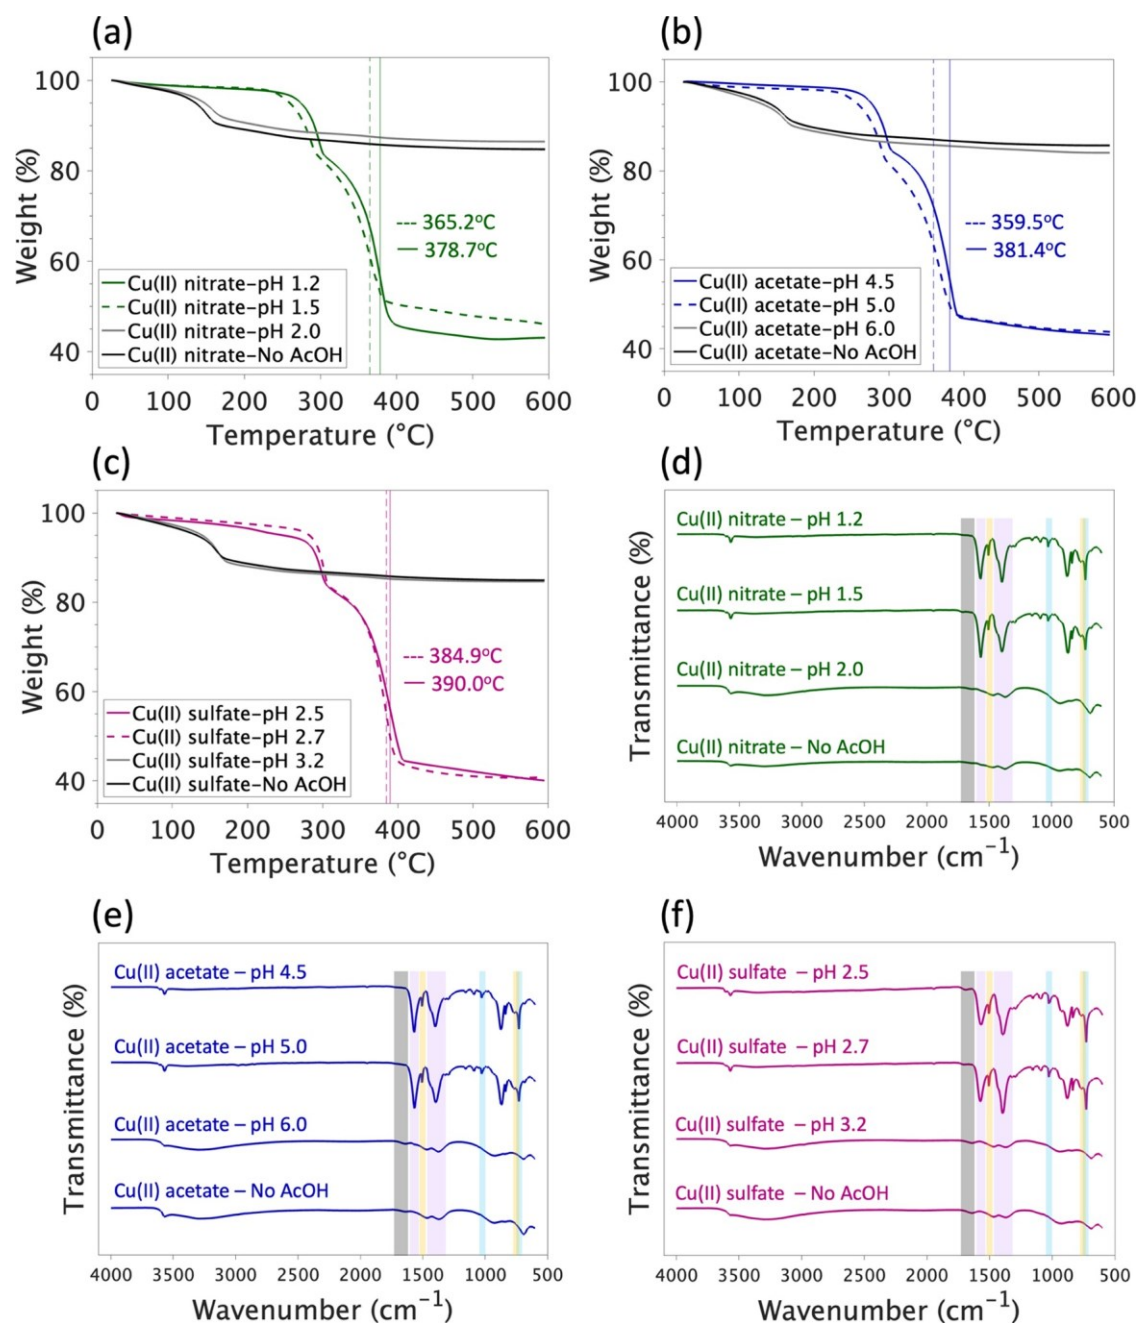 (a)
100
80
60
40
Weight (%)
365.2°C
378.7°C
Cu(II) nitrate–pH 1.2
Cu(II) nitrate–pH 1.5
Cu(II) nitrate–pH 2.0
Cu(II) nitrate–No AcOH
0 100 200 300 400 500 600
Temperature (°C)
(b)
100
80
60
40
Weight (%)
359.5°C
381.4°C
Cu(II) acetate–pH 4.5
Cu(II) acetate–pH 5.0
Cu(II) acetate–pH 6.0
Cu(II) acetate–No AcOH
0 100 200 300 400 500 600
Temperature (°C)
(c)
100
80
60
40
Weight (%)
384.9°C
390.0°C
Cu(II) sulfate–pH 2.5
Cu(II) sulfate–pH 2.7
Cu(II) sulfate–pH 3.2
Cu(II) sulfate–No AcOH
0 100 200 300 400 500 600
Temperature (°C)
(d)
Transmittance (%)
Cu(II) nitrate – pH 1.2
Cu(II) nitrate – pH 1.5
Cu(II) nitrate – pH 2.0
Cu(II) nitrate – No AcOH
4000 3500 3000 2500 2000 1500 1000 500
Wavenumber (cm⁻¹)
(e)
Transmittance (%)
Cu(II) acetate – pH 4.5
Cu(II) acetate – pH 5.0
Cu(II) acetate – pH 6.0
Cu(II) acetate – No AcOH
4000 3500 3000 2500 2000 1500 1000 500
Wavenumber (cm⁻¹)
(f)
Transmittance (%)
Cu(II) sulfate – pH 2.5
Cu(II) sulfate – pH 2.7
Cu(II) sulfate – pH 3.2
Cu(II) sulfate – No AcOH
4000 3500 3000 2500 2000 1500 1000 500
Wavenumber (cm⁻¹)